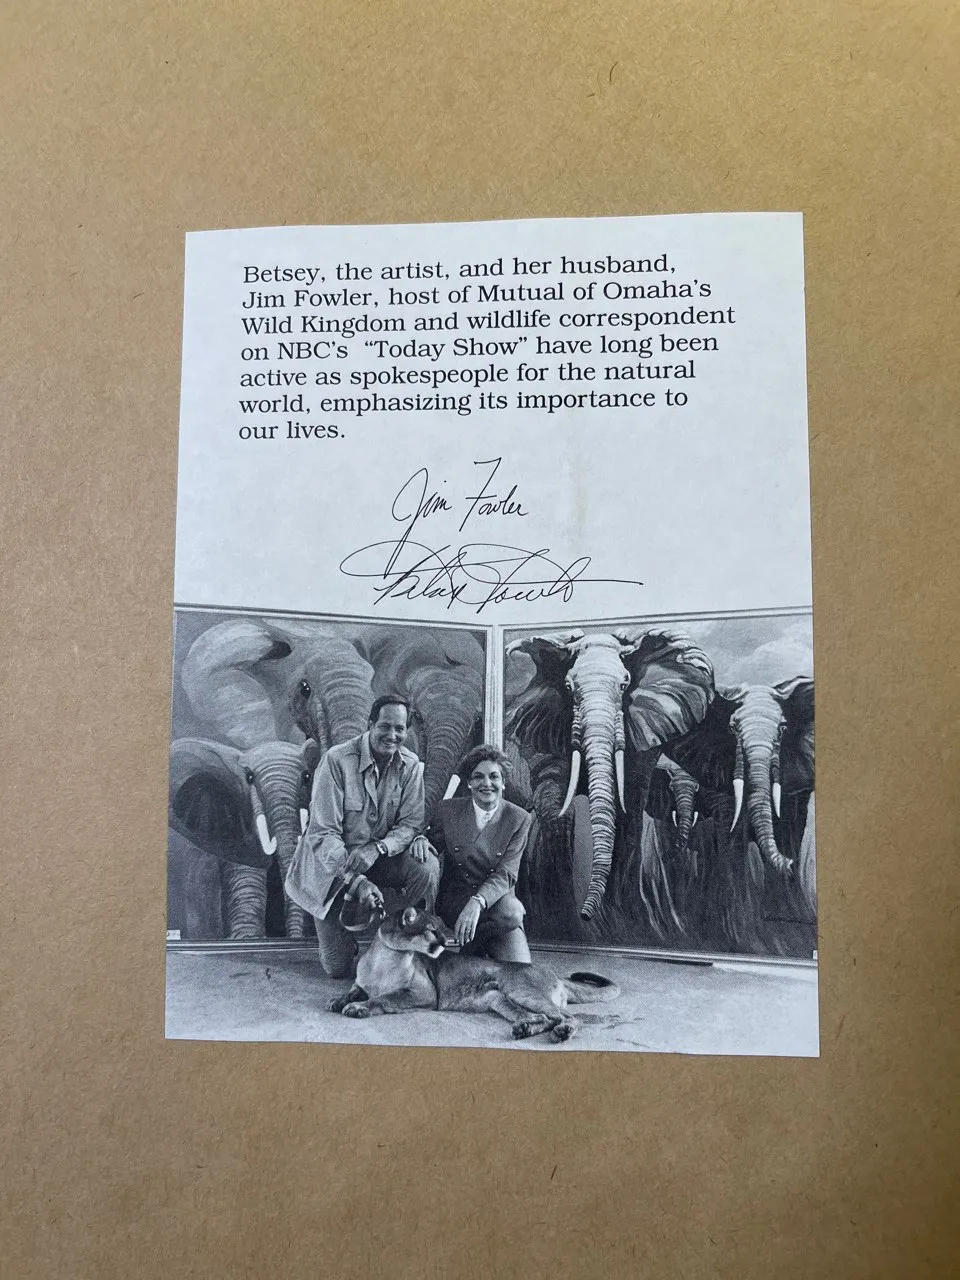 Betsey, the artist, and her husband,
Jim Fowler, host of Mutual of Omaha's
Wild Kingdom and wildlife correspondent
on NBC's “Today Show” have long been
active as spokespeople for the natural
world, emphasizing its importance to
our lives.
Jim Fowler
Betsey Fowler